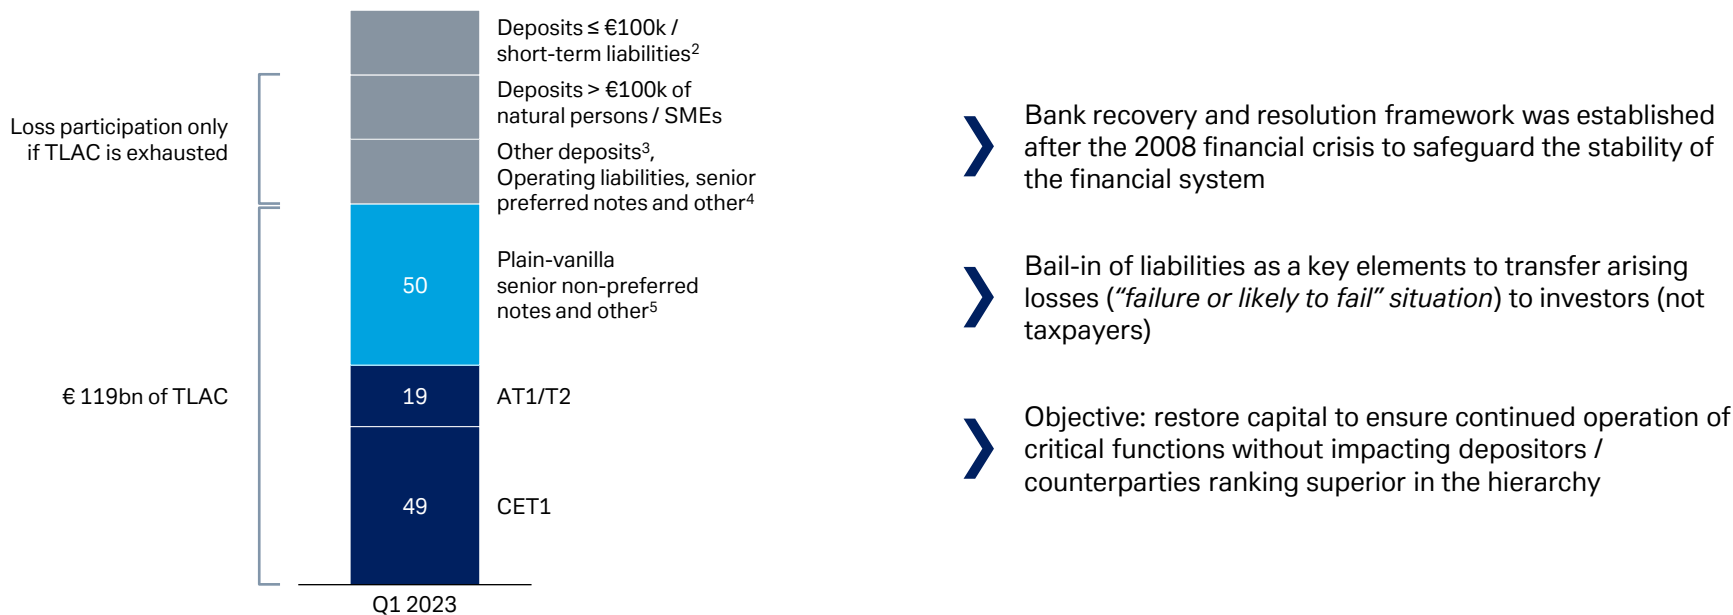 Deposits ≤ €100k /
short-term liabilities²
Deposits > €100k of
natural persons / SMEs
Loss participation only
if TLAC is exhausted
Other deposits³,
Operating liabilities, senior
preferred notes and other⁴
50
Plain-vanilla
senior non-preferred
notes and other⁵
€ 119bn of TLAC
19
AT1/T2
49
CET1
Q1 2023
Bank recovery and resolution framework was established
after the 2008 financial crisis to safeguard the stability of
the financial system
Bail-in of liabilities as a key elements to transfer arising
losses (“failure or likely to fail” situation) to investors (not
taxpayers)
Objective: restore capital to ensure continued operation of
critical functions without impacting depositors /
counterparties ranking superior in the hierarchy